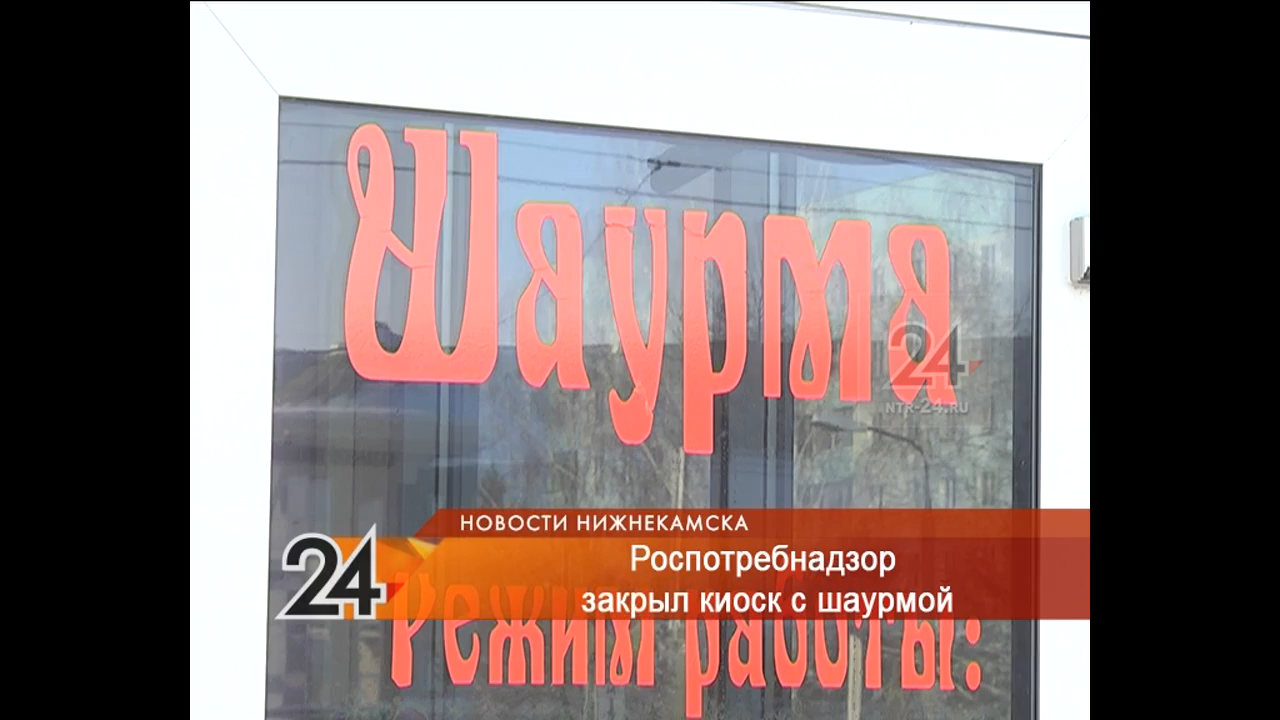 Шаурма
24
NTR-24.RU
НОВОСТИ НИЖНЕКАМСКА
24
Роспотребнадзор
закрыл киоск с шаурмой
Режим работы: